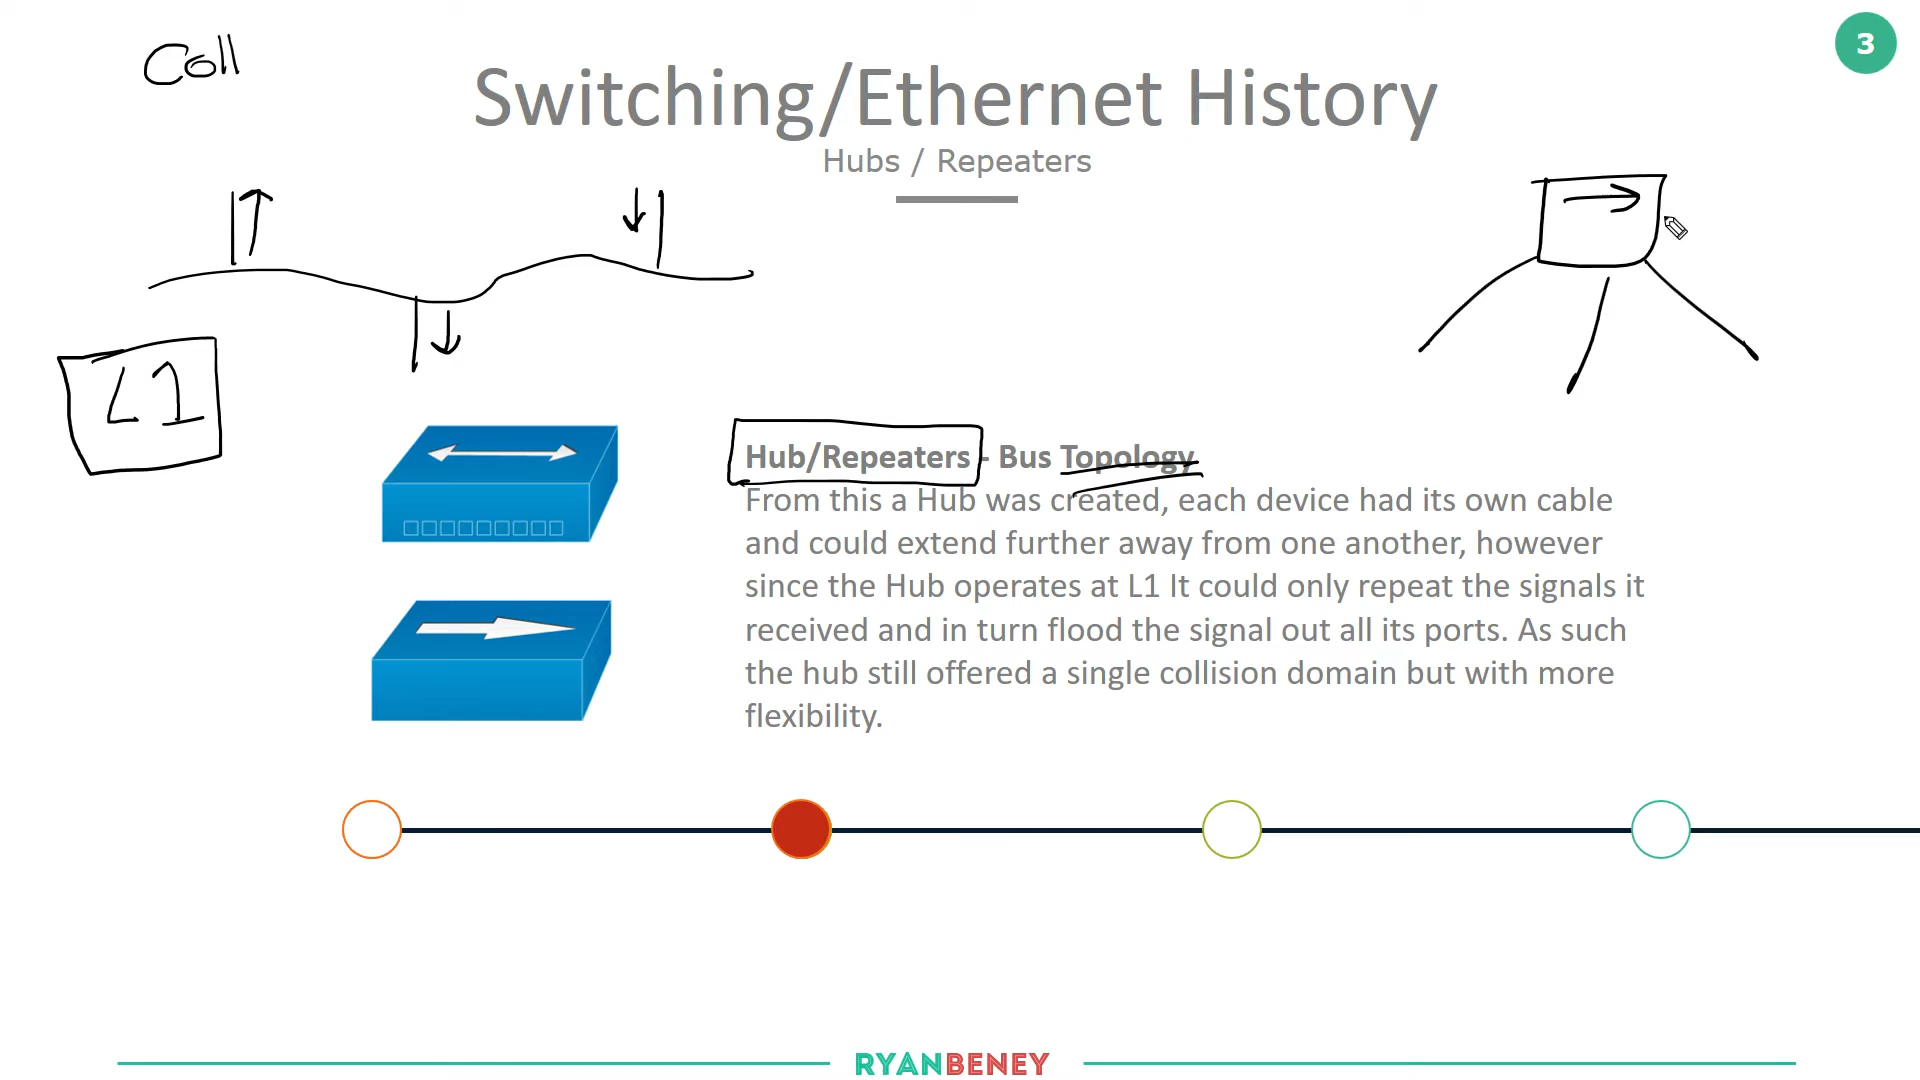 Coll
3
Switching/Ethernet History
Hubs / Repeaters
L1
Hub/Repeaters - Bus Topology
From this a Hub was created, each device had its own cable
and could extend further away from one another, however
since the Hub operates at L1 It could only repeat the signals it
received and in turn flood the signal out all its ports. As such
the hub still offered a single collision domain but with more
flexibility.
RYANBENEY